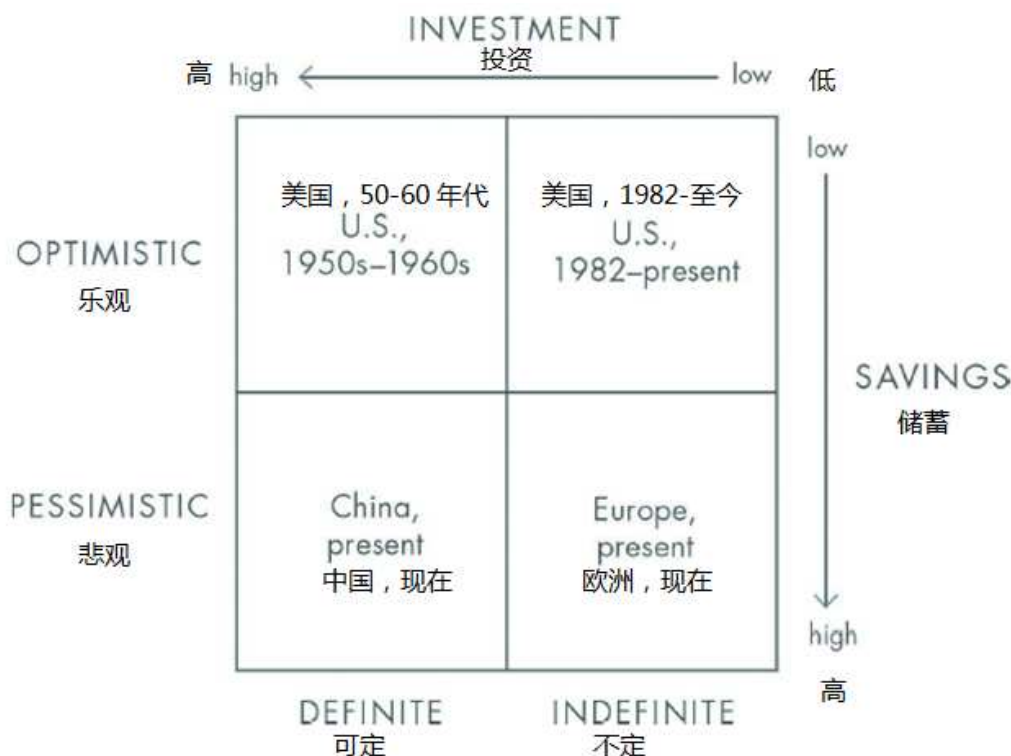 INVESTMENT
投资
高 high low 低
low
美国，50-60 年代
U.S.,
1950s–1960s
美国，1982-至今
U.S.,
1982–present
OPTIMISTIC
乐观
SAVINGS
储蓄
PESSIMISTIC
悲观
China,
present
中国，现在
Europe,
present
欧洲，现在
high
高
DEFINITE
可定
INDEFINITE
不定